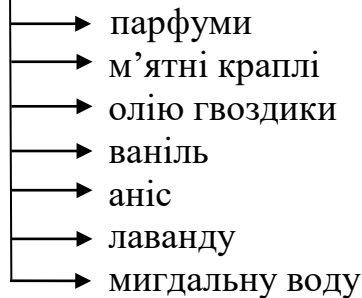 парфуми
м’ятні краплі
олію гвоздики
ваніль
аніс
лаванду
мигдальну воду